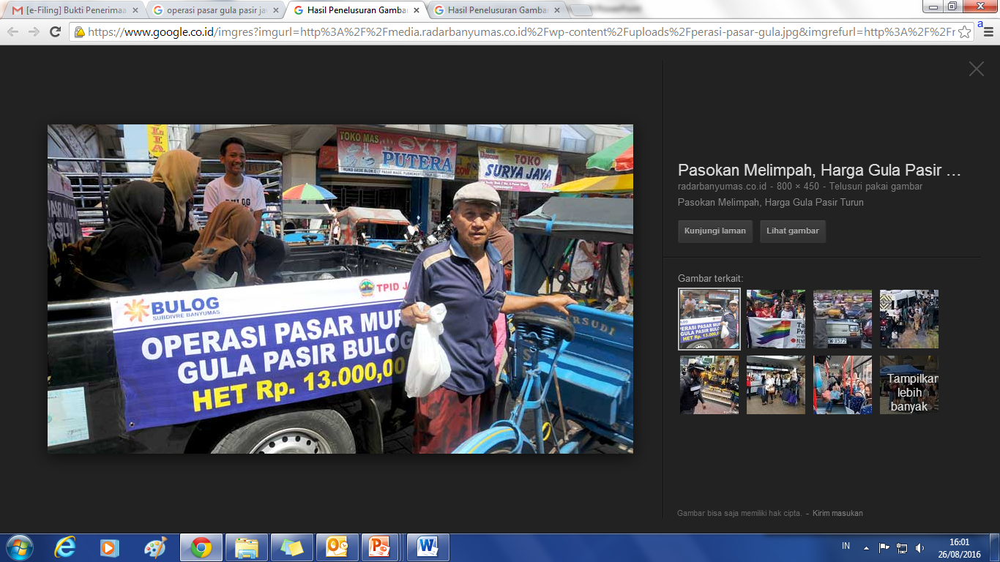 [e-Filing] Bukti Penerimaa
operasi pasar gula pasir ja
Hasil Penelusuran Gamba
Hasil Penelusuran Gamba
https://www.google.co.id/imgres?imgurl=http%3A%2F%2Fmedia.radarbanyumas.co.id%2Fwp-content%2Fuploads%2Fperasi-pasar-gula.jpg&imgrefurl=http%3A%2F%2Fr
a
TOKO MAS
PUTERA
TOKO
SURYA JAYA
BULOG
BULOG
SUBDIVRE BANYUMAS
TPID J
OPERASI PASAR MUR
GULA PASIR BULOG
HET Rp. 13.000,00
ARSUDI
Pasokan Melimpah, Harga Gula Pasir ...
radarbanyumas.co.id - 800 × 450 - Telusuri pakai gambar
Pasokan Melimpah, Harga Gula Pasir Turun
Kunjungi laman
Lihat gambar
Gambar terkait:
Tampilkan
lebih
banyak
Gambar bisa saja memiliki hak cipta. - Kirim masukan
IN
16:01
26/08/2016